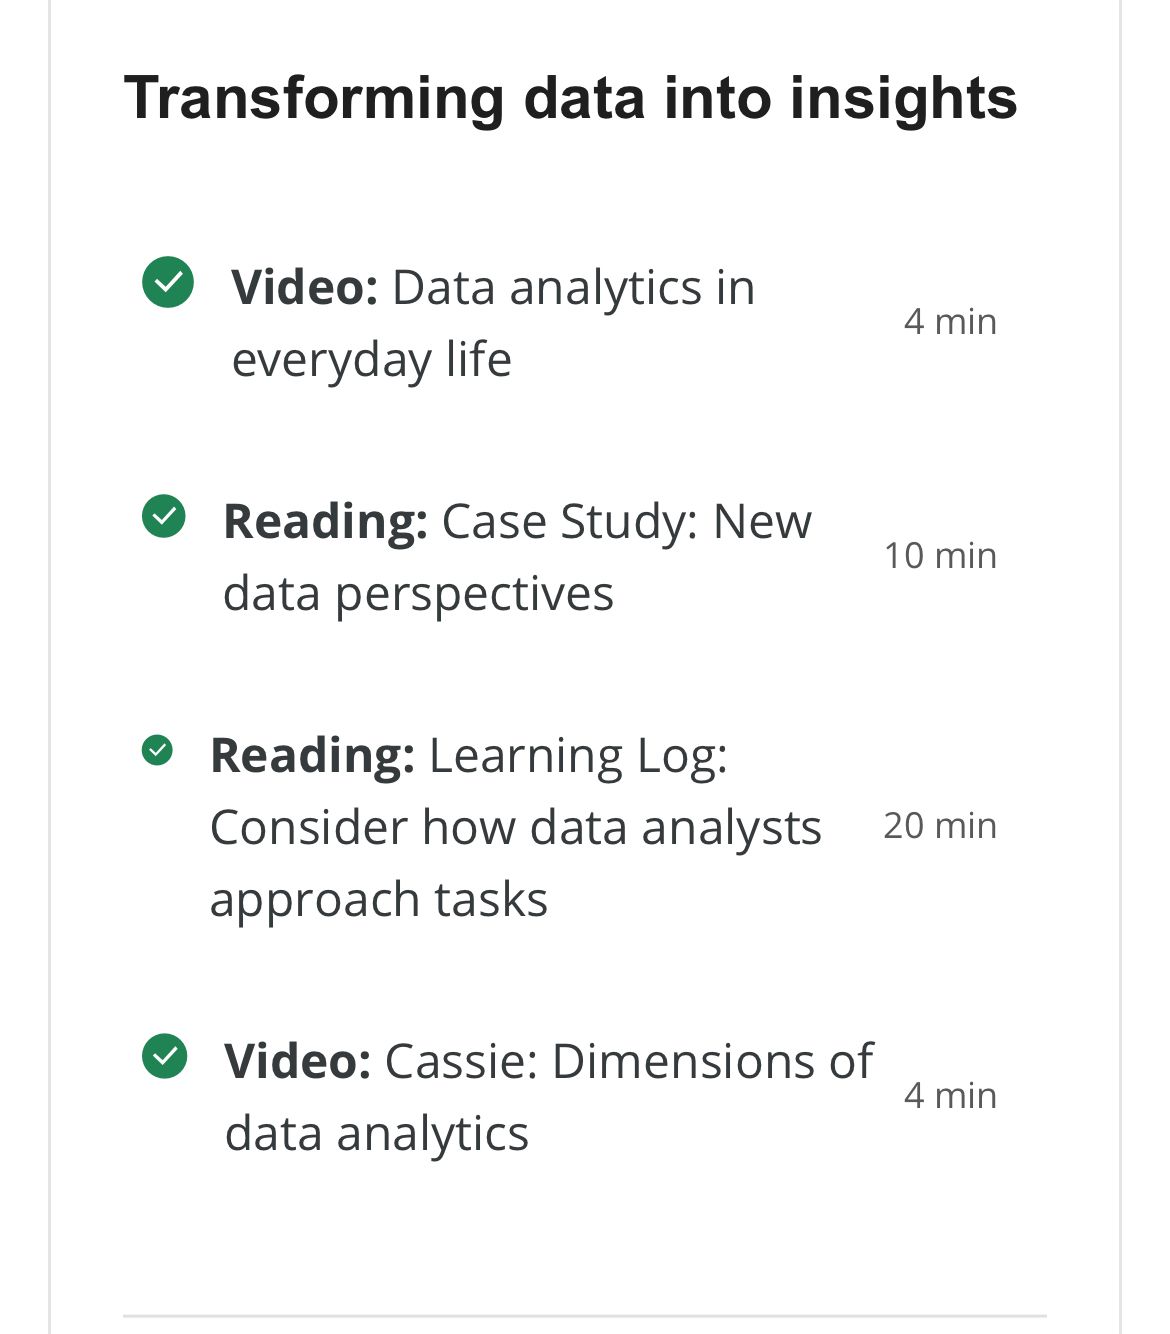 Transforming data into insights
Video: Data analytics in
everyday life
4 min
Reading: Case Study: New
data perspectives
10 min
Reading: Learning Log:
Consider how data analysts
approach tasks
20 min
Video: Cassie: Dimensions of
data analytics
4 min